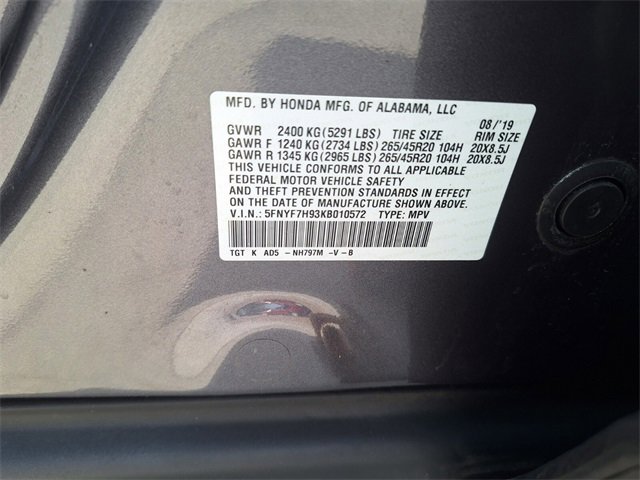 MFD. BY HONDA MFG. OF ALABAMA, LLC 08/'19
GVWR 2400 KG(5291 LBS) TIRE SIZE RIM SIZE
GAWR F 1240 KG(2734 LBS) 265/45R20 104H 20X8.5J
GAWR R 1345 KG(2965 LBS) 265/45R20 104H 20X8.5J
THIS VEHICLE CONFORMS TO ALL APPLICABLE
FEDERAL MOTOR VEHICLE SAFETY
AND THEFT PREVENTION STANDARDS IN EFFECT
ON THE DATE OF MANUFACTURE SHOWN ABOVE.
V.I.N.: 5FNYF7H93KB010572 TYPE: MPV
TGT K AD5 -NH797M -V-8